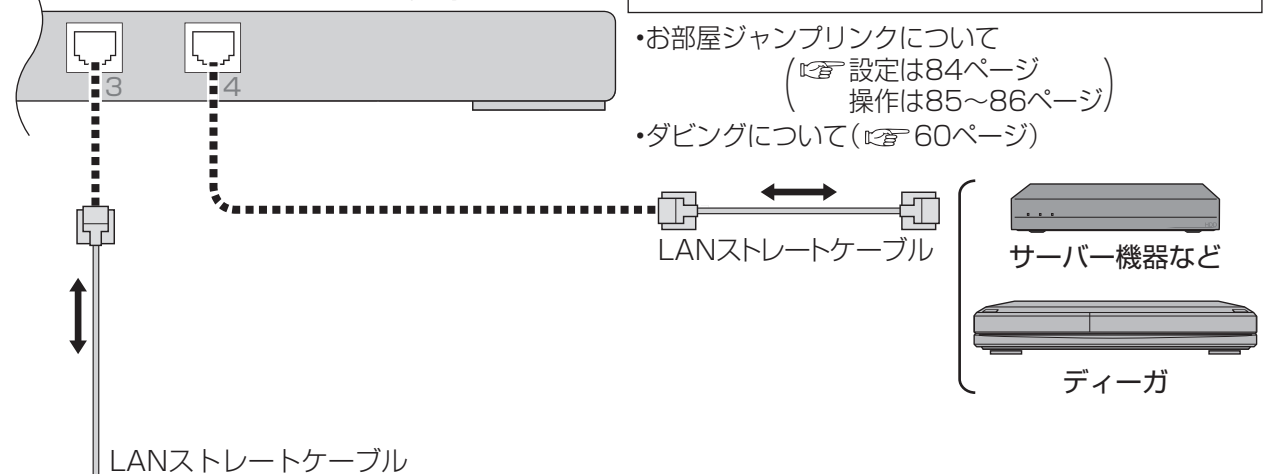 •お部屋ジャンプリンクについて
(☞設定は84ページ
操作は85～86ページ)
•ダビングについて(☞60ページ)
3
4
LANストレートケーブル
サーバー機器など
ディーガ
LANストレートケーブル